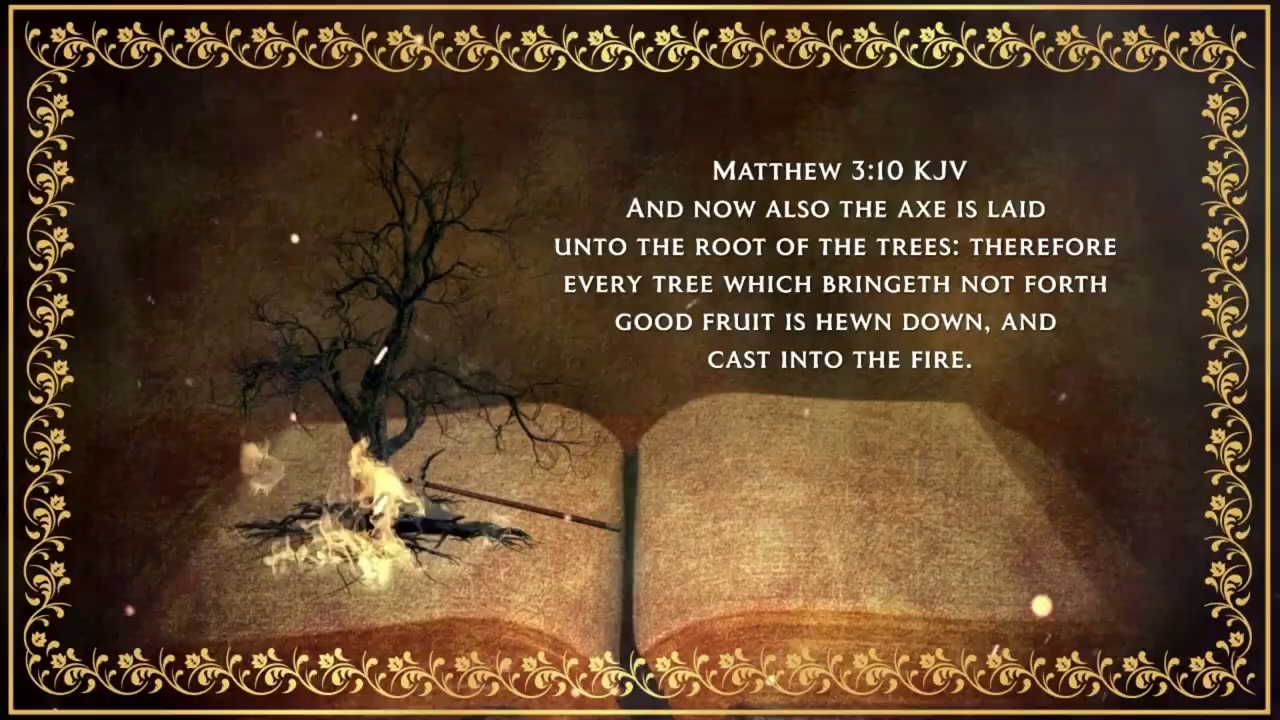 Matthew 3:10 KJV
And now also the axe is laid
unto the root of the trees: therefore
every tree which bringeth not forth
good fruit is hewn down, and
cast into the fire.